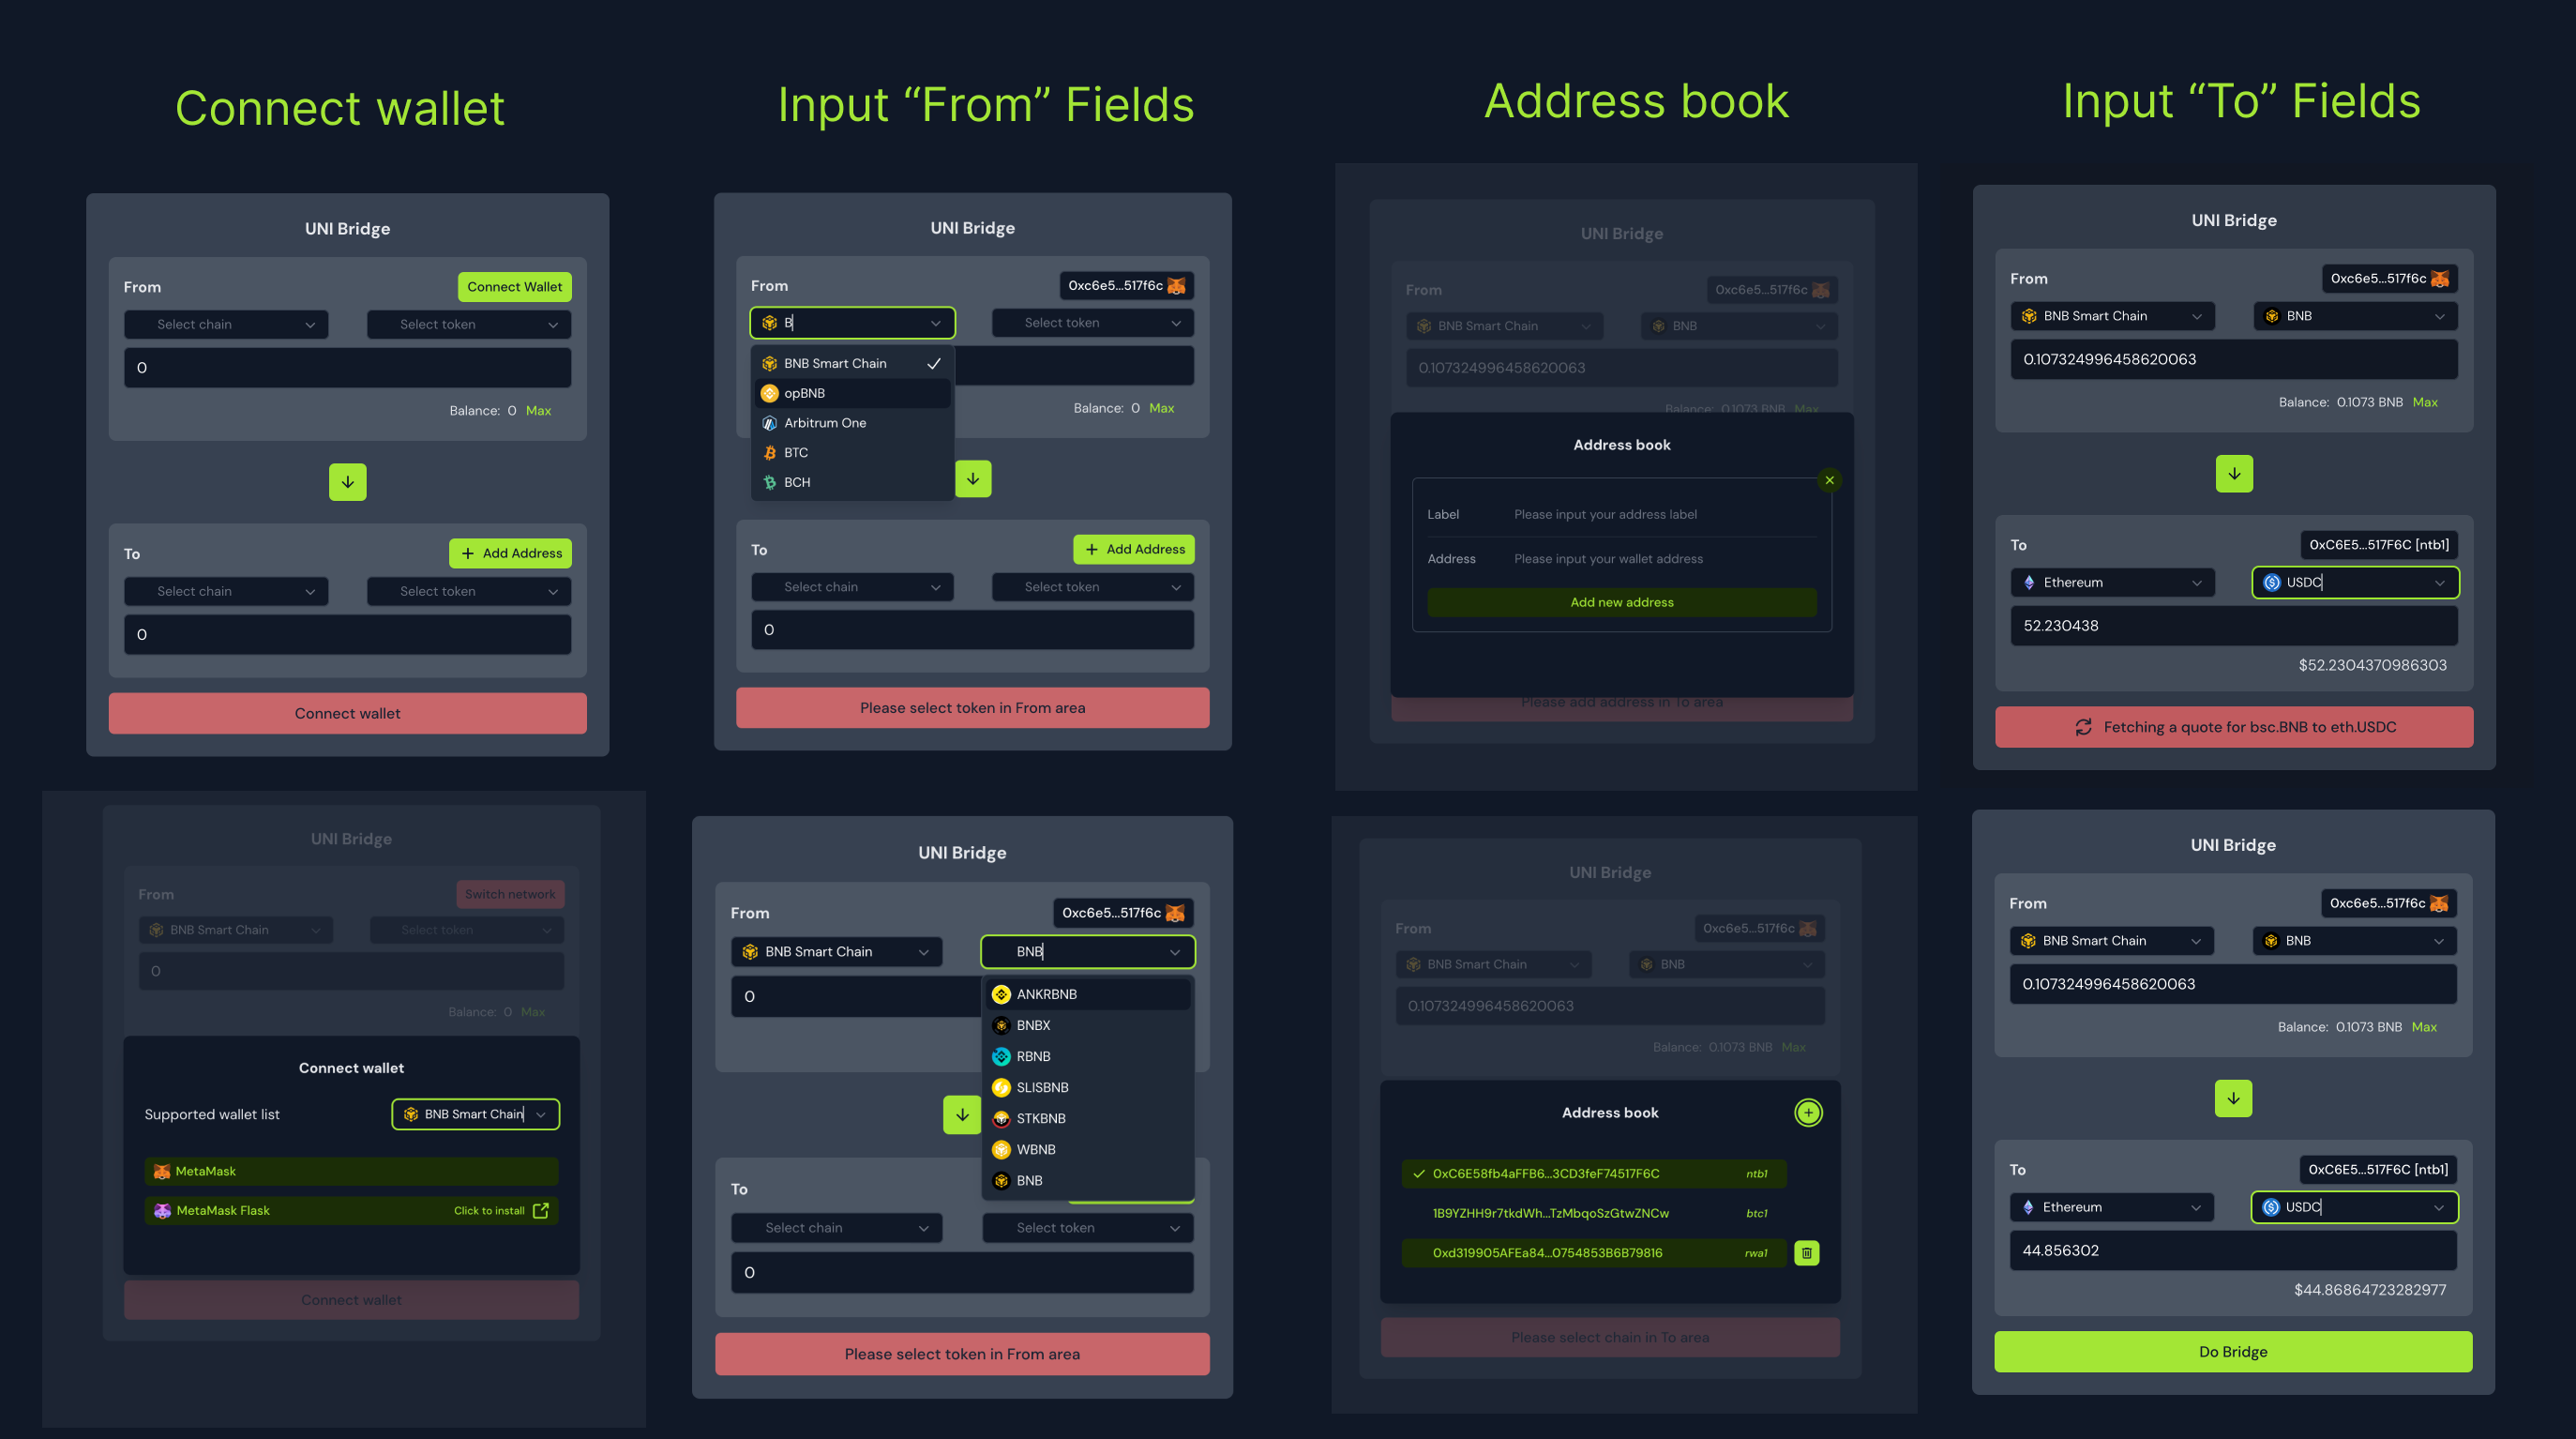 Connect wallet
Input “From” Fields
Address book
Input “To” Fields
UNI Bridge
From
Connect Wallet
Select chain
Select token
0
Balance: 0 Max
To
+ Add Address
Select chain
Select token
0
Connect wallet
UNI Bridge
From
0xc6e5...517f6c
B
Select token
BNB Smart Chain
opBNB
Arbitrum One
BTC
BCH
Balance: 0 Max
To
+ Add Address
Select chain
Select token
0
Please select token in From area
UNI Bridge
From
0xc6e5...517f6c
BNB Smart Chain
BNB
0.107324996458620063
Balance: 0.1073 BNB Max
Address book
Label
Please input your address label
Address
Please input your wallet address
Add new address
Please add address in To area
UNI Bridge
From
0xc6e5...517f6c
BNB Smart Chain
BNB
0.107324996458620063
Balance: 0.1073 BNB Max
To
0xC6E5...517F6C [ntb1]
Ethereum
USDC
52.230438
$52.2304370986303
Fetching a quote for bsc.BNB to eth.USDC
UNI Bridge
From
Switch network
BNB Smart Chain
Select token
0
Balance: 0 Max
Connect wallet
Supported wallet list
BNB Smart Chain
MetaMask
MetaMask Flask
Click to install
Connect wallet
UNI Bridge
From
0xc6e5...517f6c
BNB Smart Chain
BNB
0
ANKRBNB
BNBX
RBNB
SLISBNB
STKBNB
WBNB
BNB
To
Select chain
Select token
0
Please select token in From area
UNI Bridge
From
0xc6e5...517f6c
BNB Smart Chain
BNB
0.107324996458620063
Balance: 0.1073 BNB Max
Address book
0xC6E58fb4aFFB6...3CD3feF74517F6C
ntb1
1B9YZHH9r7tkdWh...TzMbqoSzGtwZNCw
btc1
0xd319905AFEa84...0754853B6B79816
rwa1
Please select chain in To area
UNI Bridge
From
0xc6e5...517f6c
BNB Smart Chain
BNB
0.107324996458620063
Balance: 0.1073 BNB Max
To
0xC6E5...517F6C [ntb1]
Ethereum
USDC
44.856302
$44.86864723282977
Do Bridge